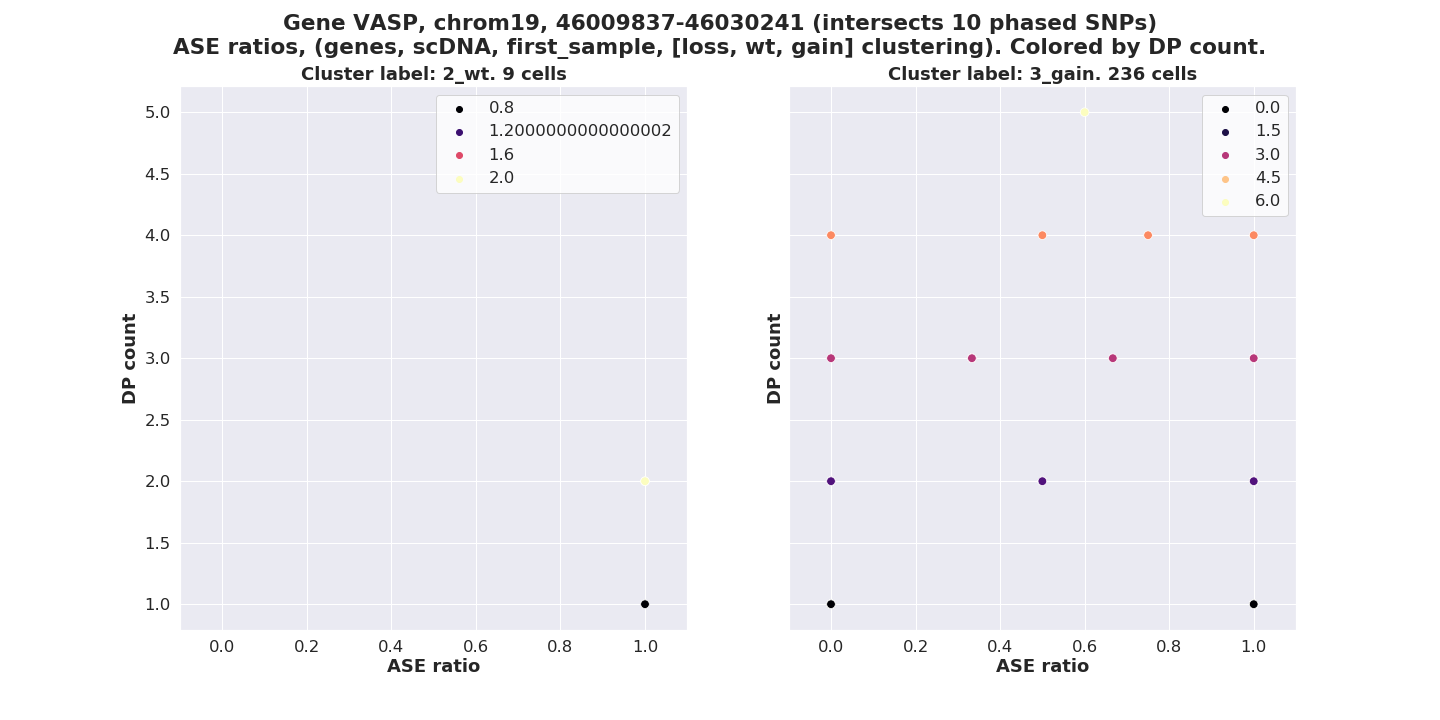 Gene VASP, chrom19, 46009837-46030241 (intersects 10 phased SNPs)
ASE ratios, (genes, scDNA, first_sample, [loss, wt, gain] clustering). Colored by DP count.
Cluster label: 2_wt. 9 cells
0.8
1.2000000000000002
1.6
2.0
5.0
4.5
4.0
3.5
3.0
2.5
2.0
1.5
1.0
DP count
0.0 0.2 0.4 0.6 0.8 1.0
ASE ratio
Cluster label: 3_gain. 236 cells
0.0
1.5
3.0
4.5
6.0
DP count
0.0 0.2 0.4 0.6 0.8 1.0
ASE ratio